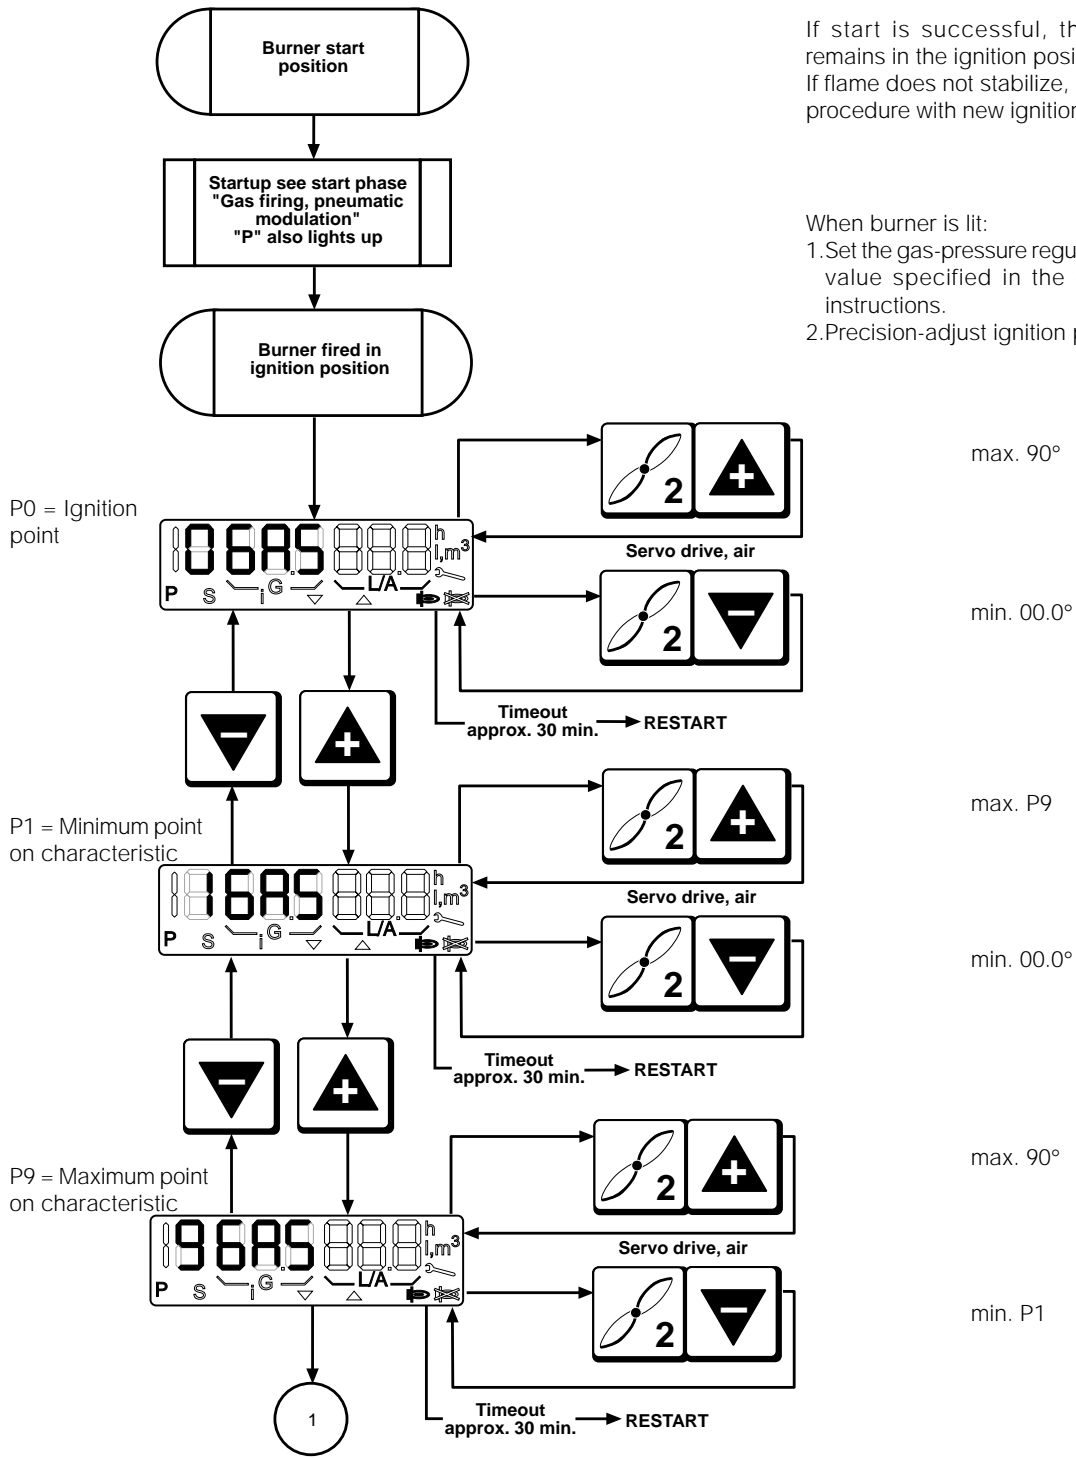 Burner start
position
If start is successful,
remains in the ignition
If flame does not stabilize,
procedure with new
Startup see start phase
"Gas firing, pneumatic
modulation"
"P" also lights up
When burner is lit:
1.Set the gas-pressure
value specified in the
instructions.
2.Precision-adjust ignition
Burner fired in
ignition position
P0 = Ignition
point
0GAS
h
l,m³
P S i G L/A
2 +
max. 90°
Servo drive, air
2 −
min. 00.0°
Timeout
approx. 30 min.
RESTART
−
+
P1 = Minimum point
on characteristic
1GAS
h
l,m³
P S i G L/A
2 +
max. P9
Servo drive, air
2 −
min. 00.0°
Timeout
approx. 30 min.
RESTART
−
+
P9 = Maximum point
on characteristic
9GAS
h
l,m³
P S i G L/A
2 +
max. 90°
Servo drive, air
2 −
min. P1
Timeout
approx. 30 min.
RESTART
1